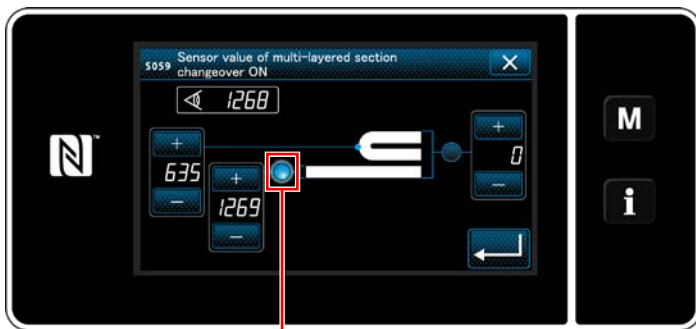 S059 Sensor value of multi-layered section
changeover ON
1268
635
1269
0
+
−
+
−
+
−
M
i
N